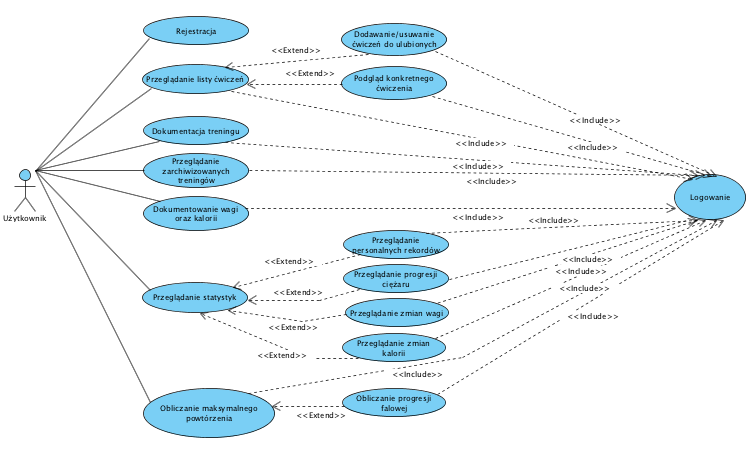 Rejestracja
<<Extend>>
Dodawanie/usuwanie
ćwiczeń do ulubionych
Przeglądanie listy ćwiczeń
<<Extend>>
Podgląd konkretnego
ćwiczenia
<<Include>>
Dokumentacja treningu
<<Include>>
<<Include>>
Przeglądanie
zarchiwizowanych
treningów
<<Include>>
<<Include>>
Użytkownik
Logowanie
Dokumentowanie wagi
oraz kalorii
<<Include>>
<<Include>>
Przeglądanie
personalnych rekordów
<<Extend>>
<<Include>>
Przeglądanie progresji
ciężaru
<<Include>>
Przeglądanie statystyk
<<Extend>>
<<Include>>
Przeglądanie zmian wagi
<<Include>>
<<Extend>>
Przeglądanie zmian
kalorii
<<Extend>>
<<Include>>
Obliczanie maksymalnego
powtórzenia
<<Extend>>
Obliczanie progresji
falowej